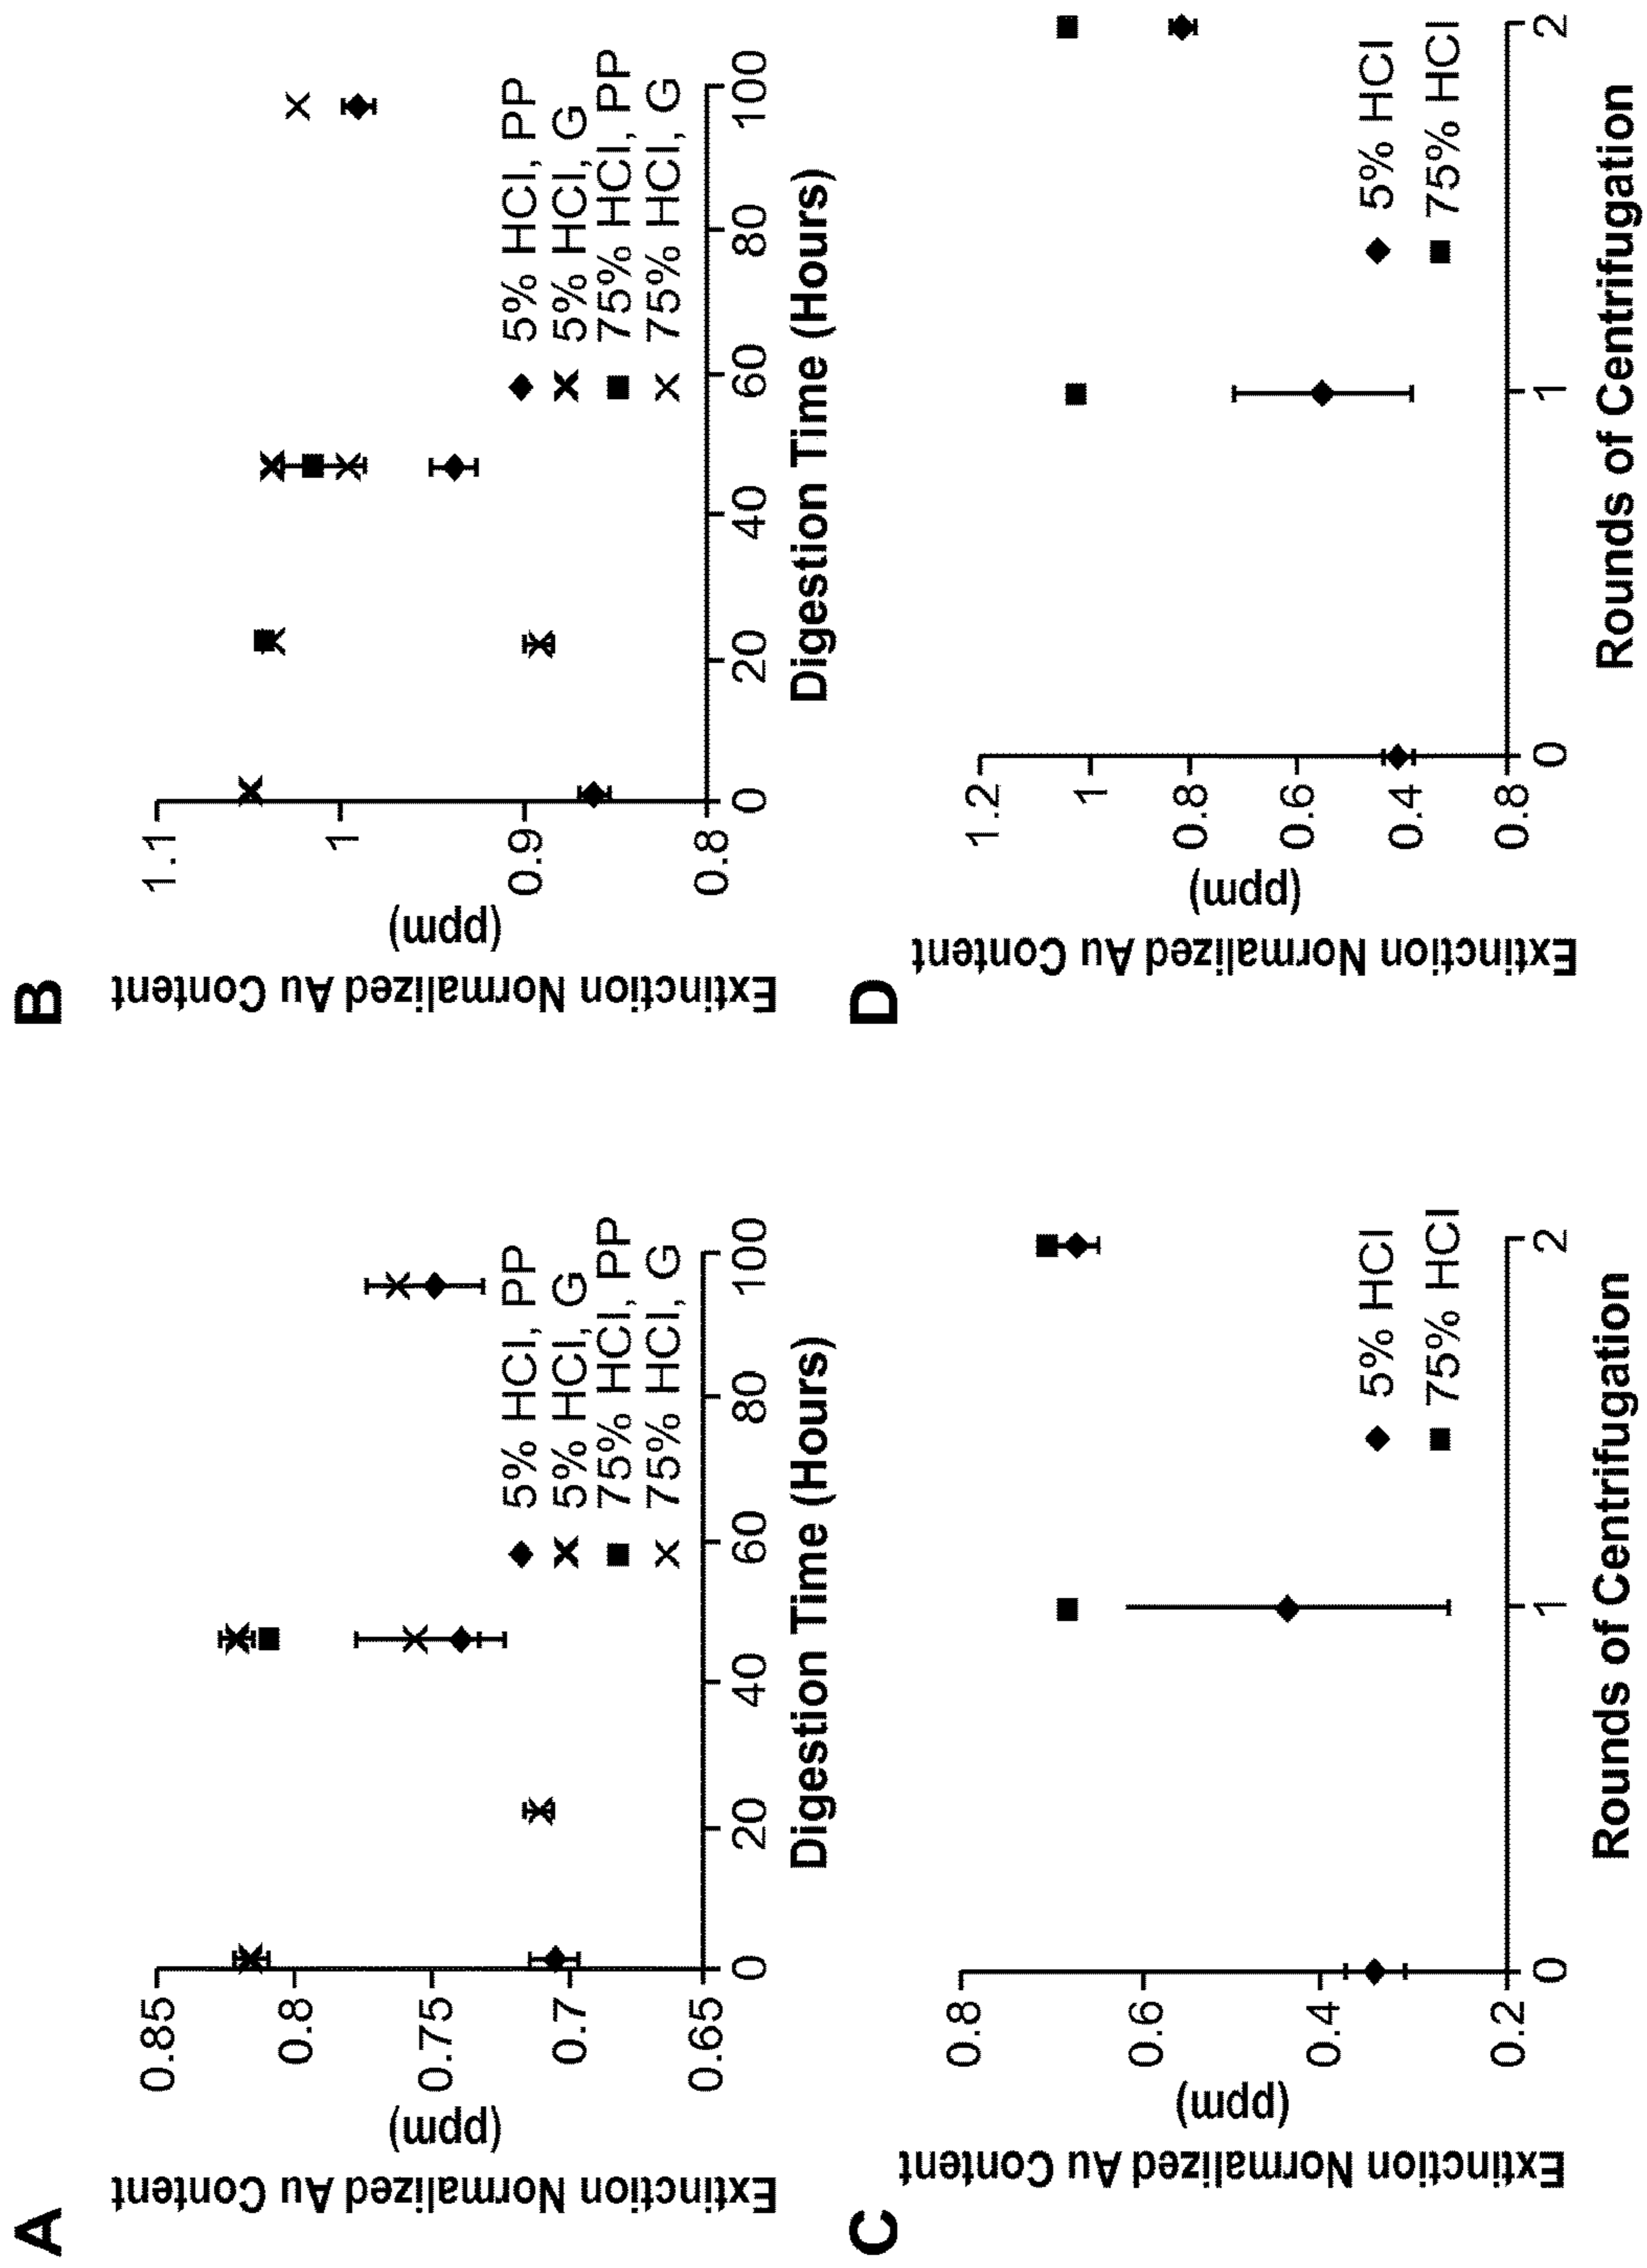 A
Extinction Normalized Au Content
(ppm)
0.85
0.8
0.75
0.7
0.65
0
20
40
60
80
100
Digestion Time (Hours)
5% HCl, PP
5% HCl, G
75% HCl, PP
75% HCl, G
B
Extinction Normalized Au Content
(ppm)
1.1
1
0.9
0.8
0
20
40
60
80
100
Digestion Time (Hours)
5% HCl, PP
5% HCl, G
75% HCl, PP
75% HCl, G
C
Extinction Normalized Au Content
(ppm)
0.8
0.6
0.4
0.2
0
1
2
Rounds of Centrifugation
5% HCl
75% HCl
D
Extinction Normalized Au Content
(ppm)
1.2
1
0.8
0.6
0.4
0.8
0
1
2
Rounds of Centrifugation
5% HCl
75% HCl